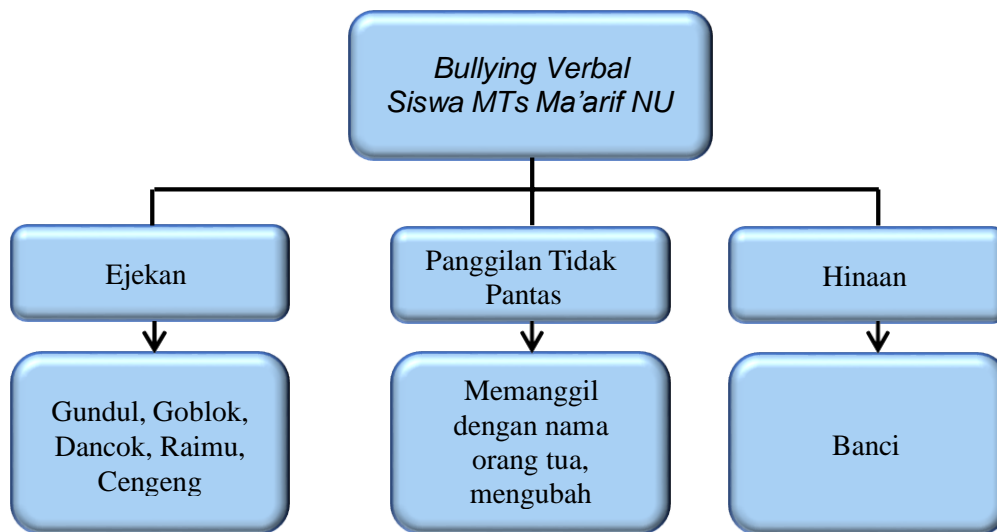 Bullying Verbal
Siswa MTs Ma’arif NU
Ejekan
Panggilan Tidak
Pantas
Hinaan
Gundul, Goblok,
Dancok, Raimu,
Cengeng
Memanggil
dengan nama
orang tua,
mengubah
Banci